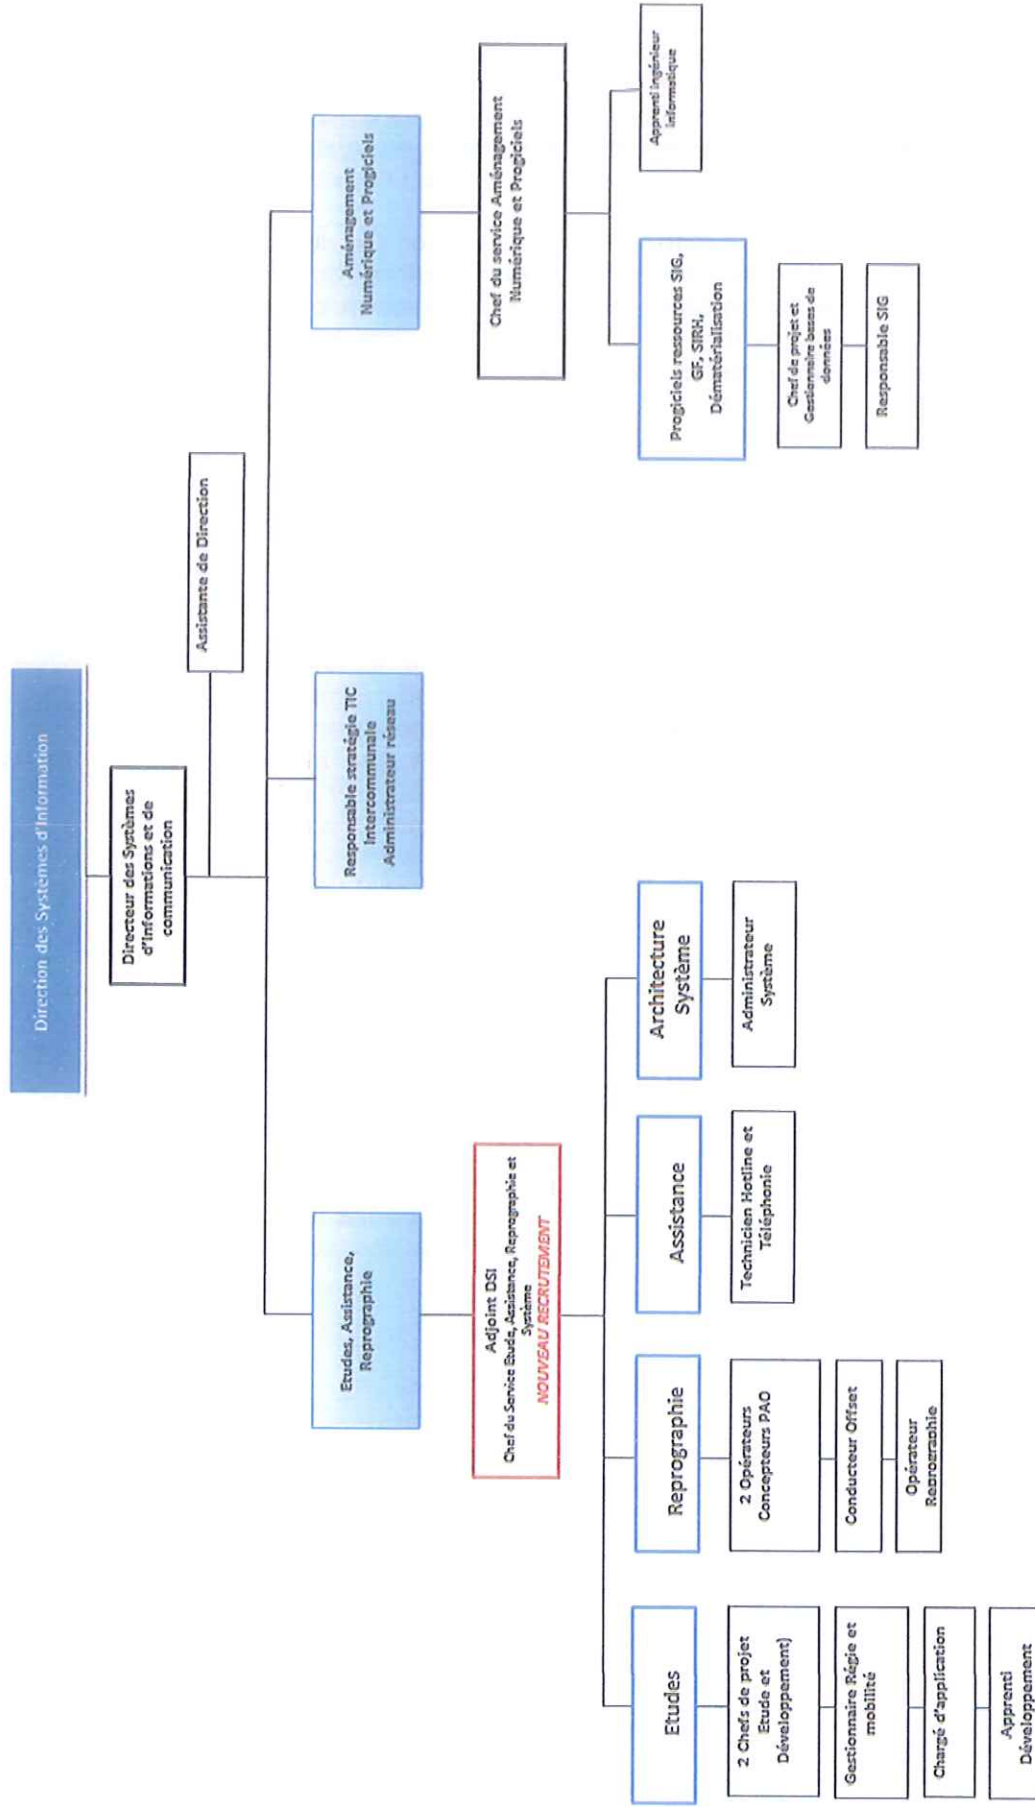 Direction des Systèmes d'Information
Directeur des Systèmes
d'Informations et de
communication
Assistante de Direction
Etudes, Assistance,
Reprographie
Responsable stratégie TIC
Intercommunale
Administrateur réseau
Aménagement
Numérique et Progiciels
Adjoint DSI
Chef du Service Etude, Assistance, Reprographie et
Système
NOUVEAU RECRUTEMENT
Chef du service Aménagement
Numérique et Progiciels
Etudes
Reprographie
Assistance
Architecture
Système
Progiciels ressources SIG,
GF, SIRH,
Dématérialisation
Apprenti ingénieur
informatique
2 Chefs de projet
Etude et
Développement)
Gestionnaire Régie et
mobilité
Chargé d'application
Apprenti
Développement
2 Opérateurs
Concepteurs PAO
Conducteur Offset
Opérateur
Reprographie
Technicien Hotline et
Téléphonie
Administrateur
Système
Chef de projet et
Gestionnaire bases de
données
Responsable SIG